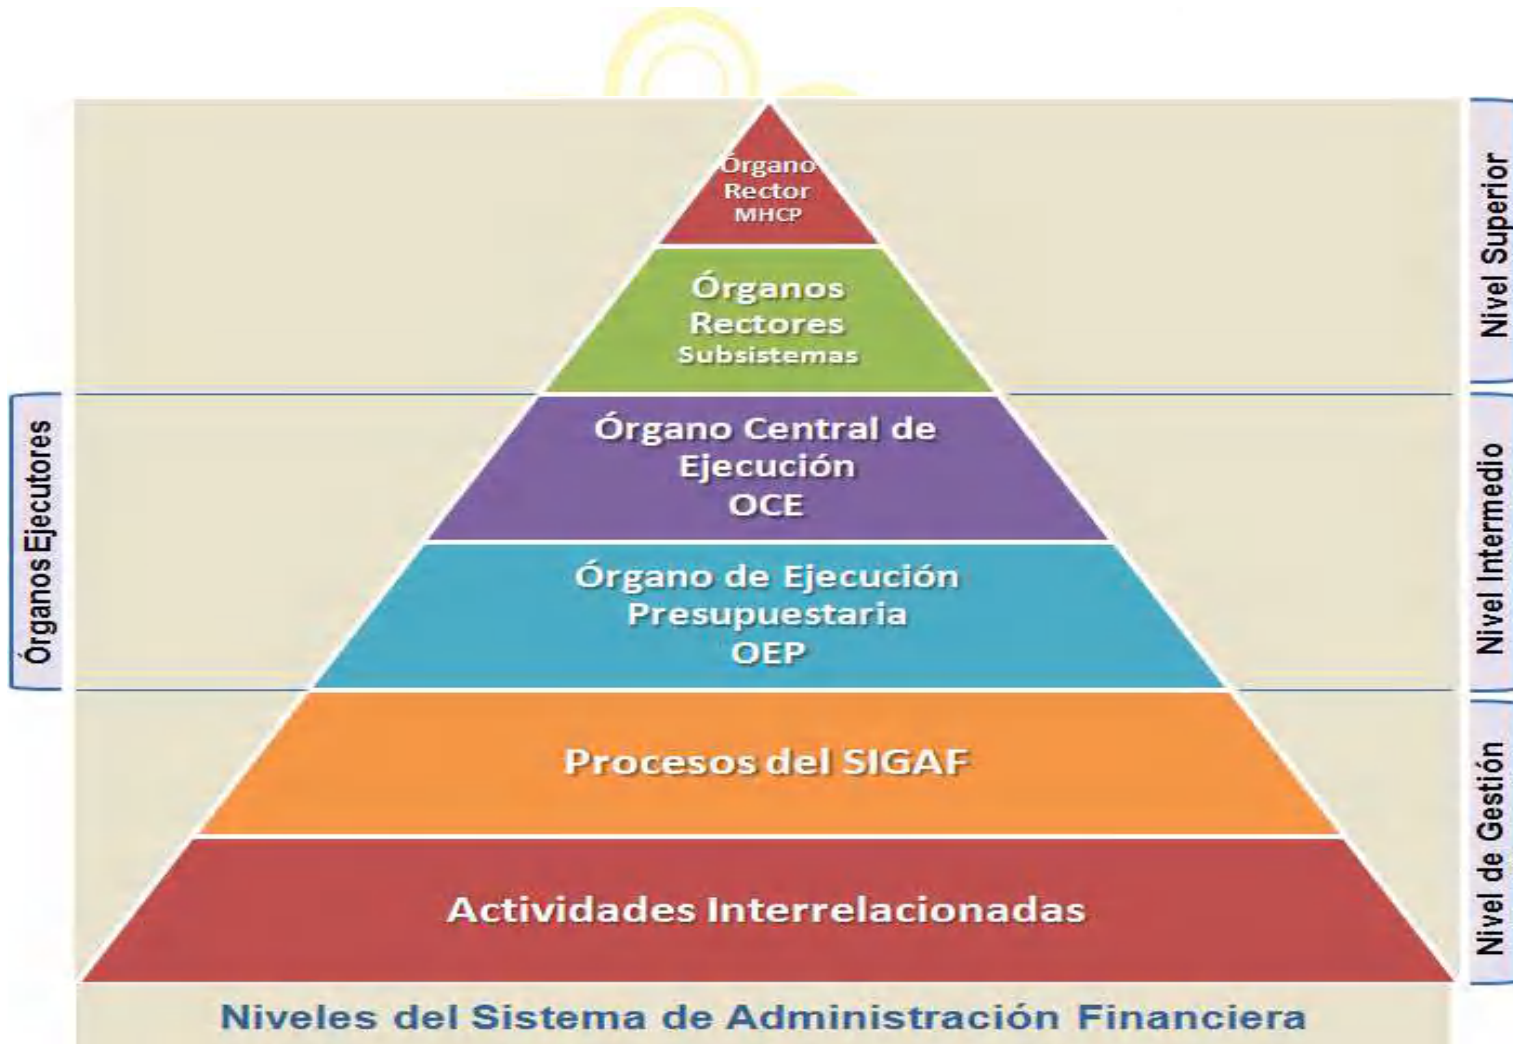 Órgano
Rector
MHCP
Órganos
Rectores
Subsistemas
Nivel Superior
Órganos Ejecutores
Órgano Central de
Ejecución
OCE
Órgano de Ejecución
Presupuestaria
OEP
Nivel Intermedio
Procesos del SIGAF
Actividades Interrelacionadas
Nivel de Gestión
Niveles del Sistema de Administración Financiera